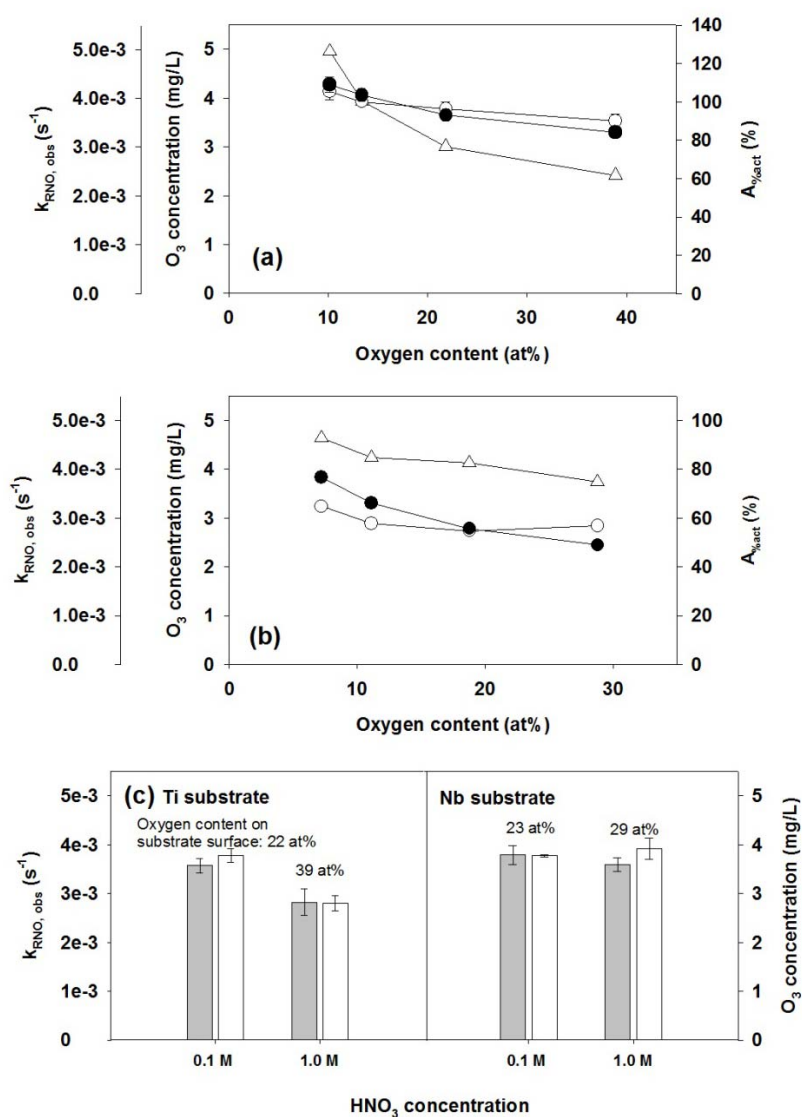 k_RNO, obs (s⁻¹)
5.0e-3
4.0e-3
3.0e-3
2.0e-3
1.0e-3
0.0
O₃ concentration (mg/L)
5
4
3
2
1
0
(a)
A%act (%)
140
120
100
80
60
40
20
0
0 10 20 30 40
Oxygen content (at%)
k_RNO, obs (s⁻¹)
5.0e-3
4.0e-3
3.0e-3
2.0e-3
1.0e-3
0.0
O₃ concentration (mg/L)
5
4
3
2
1
0
(b)
A%act (%)
100
80
60
40
20
0
0 10 20 30
Oxygen content (at%)
k_RNO, obs (s⁻¹)
5e-3
4e-3
3e-3
2e-3
1e-3
0
(c) Ti substrate
Oxygen content on
substrate surface: 22 at%
39 at%
Nb substrate
23 at% 29 at%
O₃ concentration (mg/L)
5
4
3
2
1
0
0.1 M 1.0 M 0.1 M 1.0 M
HNO₃ concentration